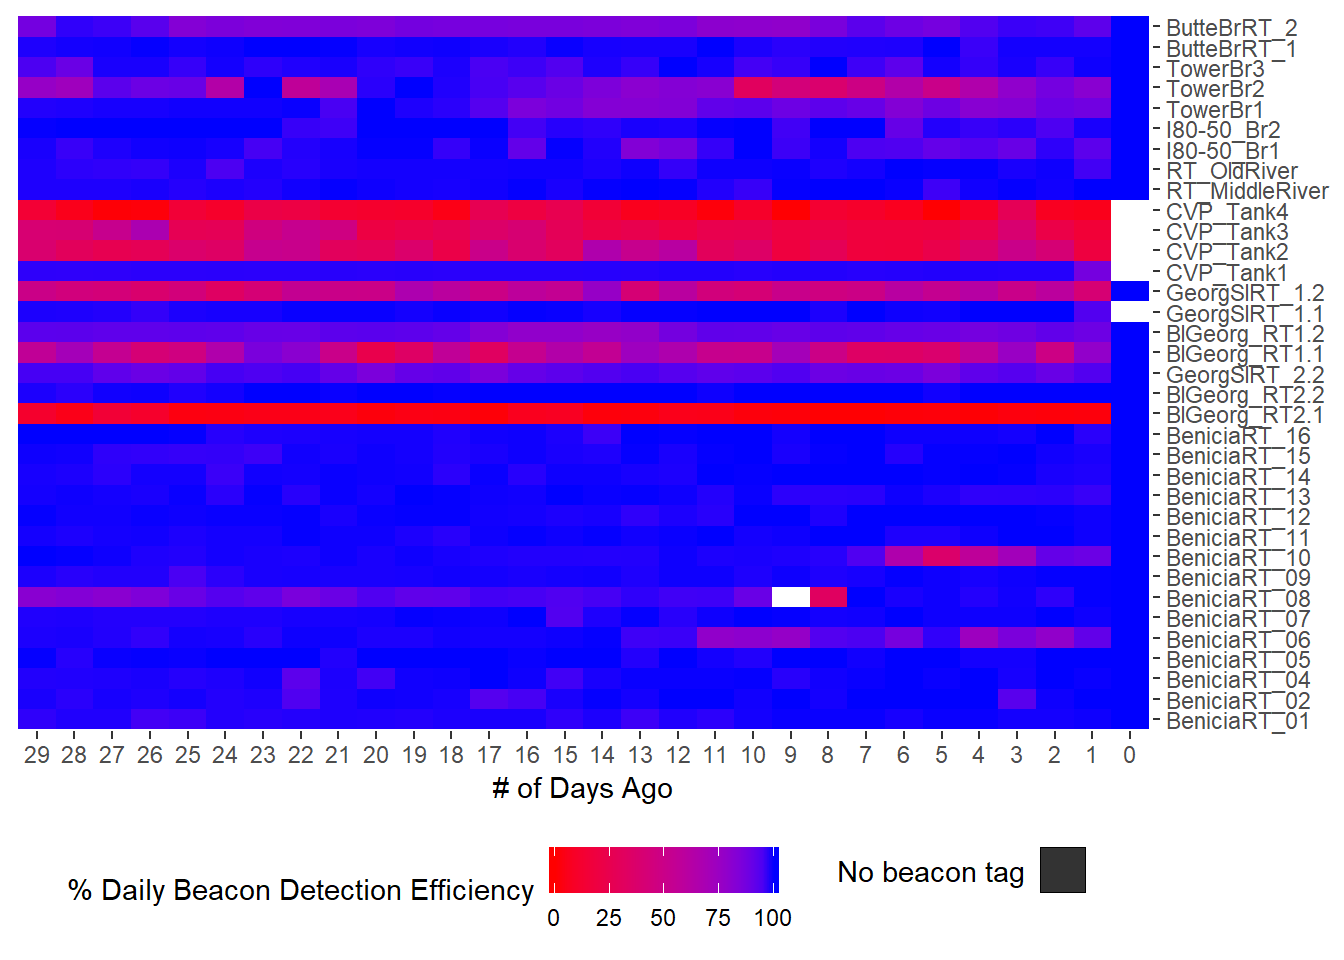 ButteBrRT_2
ButteBrRT_1
TowerBr3
TowerBr2
TowerBr1
I80-50_Br2
I80-50_Br1
RT_OldRiver
RT_MiddleRiver
CVP_Tank4
CVP_Tank3
CVP_Tank2
CVP_Tank1
GeorgSlRT_1.2
GeorgSlRT_1.1
BlGeorg_RT1.2
BlGeorg_RT1.1
GeorgSlRT_2.2
BlGeorg_RT2.2
BlGeorg_RT2.1
BeniciaRT_16
BeniciaRT_15
BeniciaRT_14
BeniciaRT_13
BeniciaRT_12
BeniciaRT_11
BeniciaRT_10
BeniciaRT_09
BeniciaRT_08
BeniciaRT_07
BeniciaRT_06
BeniciaRT_05
BeniciaRT_04
BeniciaRT_02
BeniciaRT_01
29 28 27 26 25 24 23 22 21 20 19 18 17 16 15 14 13 12 11 10 9 8 7 6 5 4 3 2 1 0
# of Days Ago
% Daily Beacon Detection Efficiency
0 25 50 75 100
No beacon tag